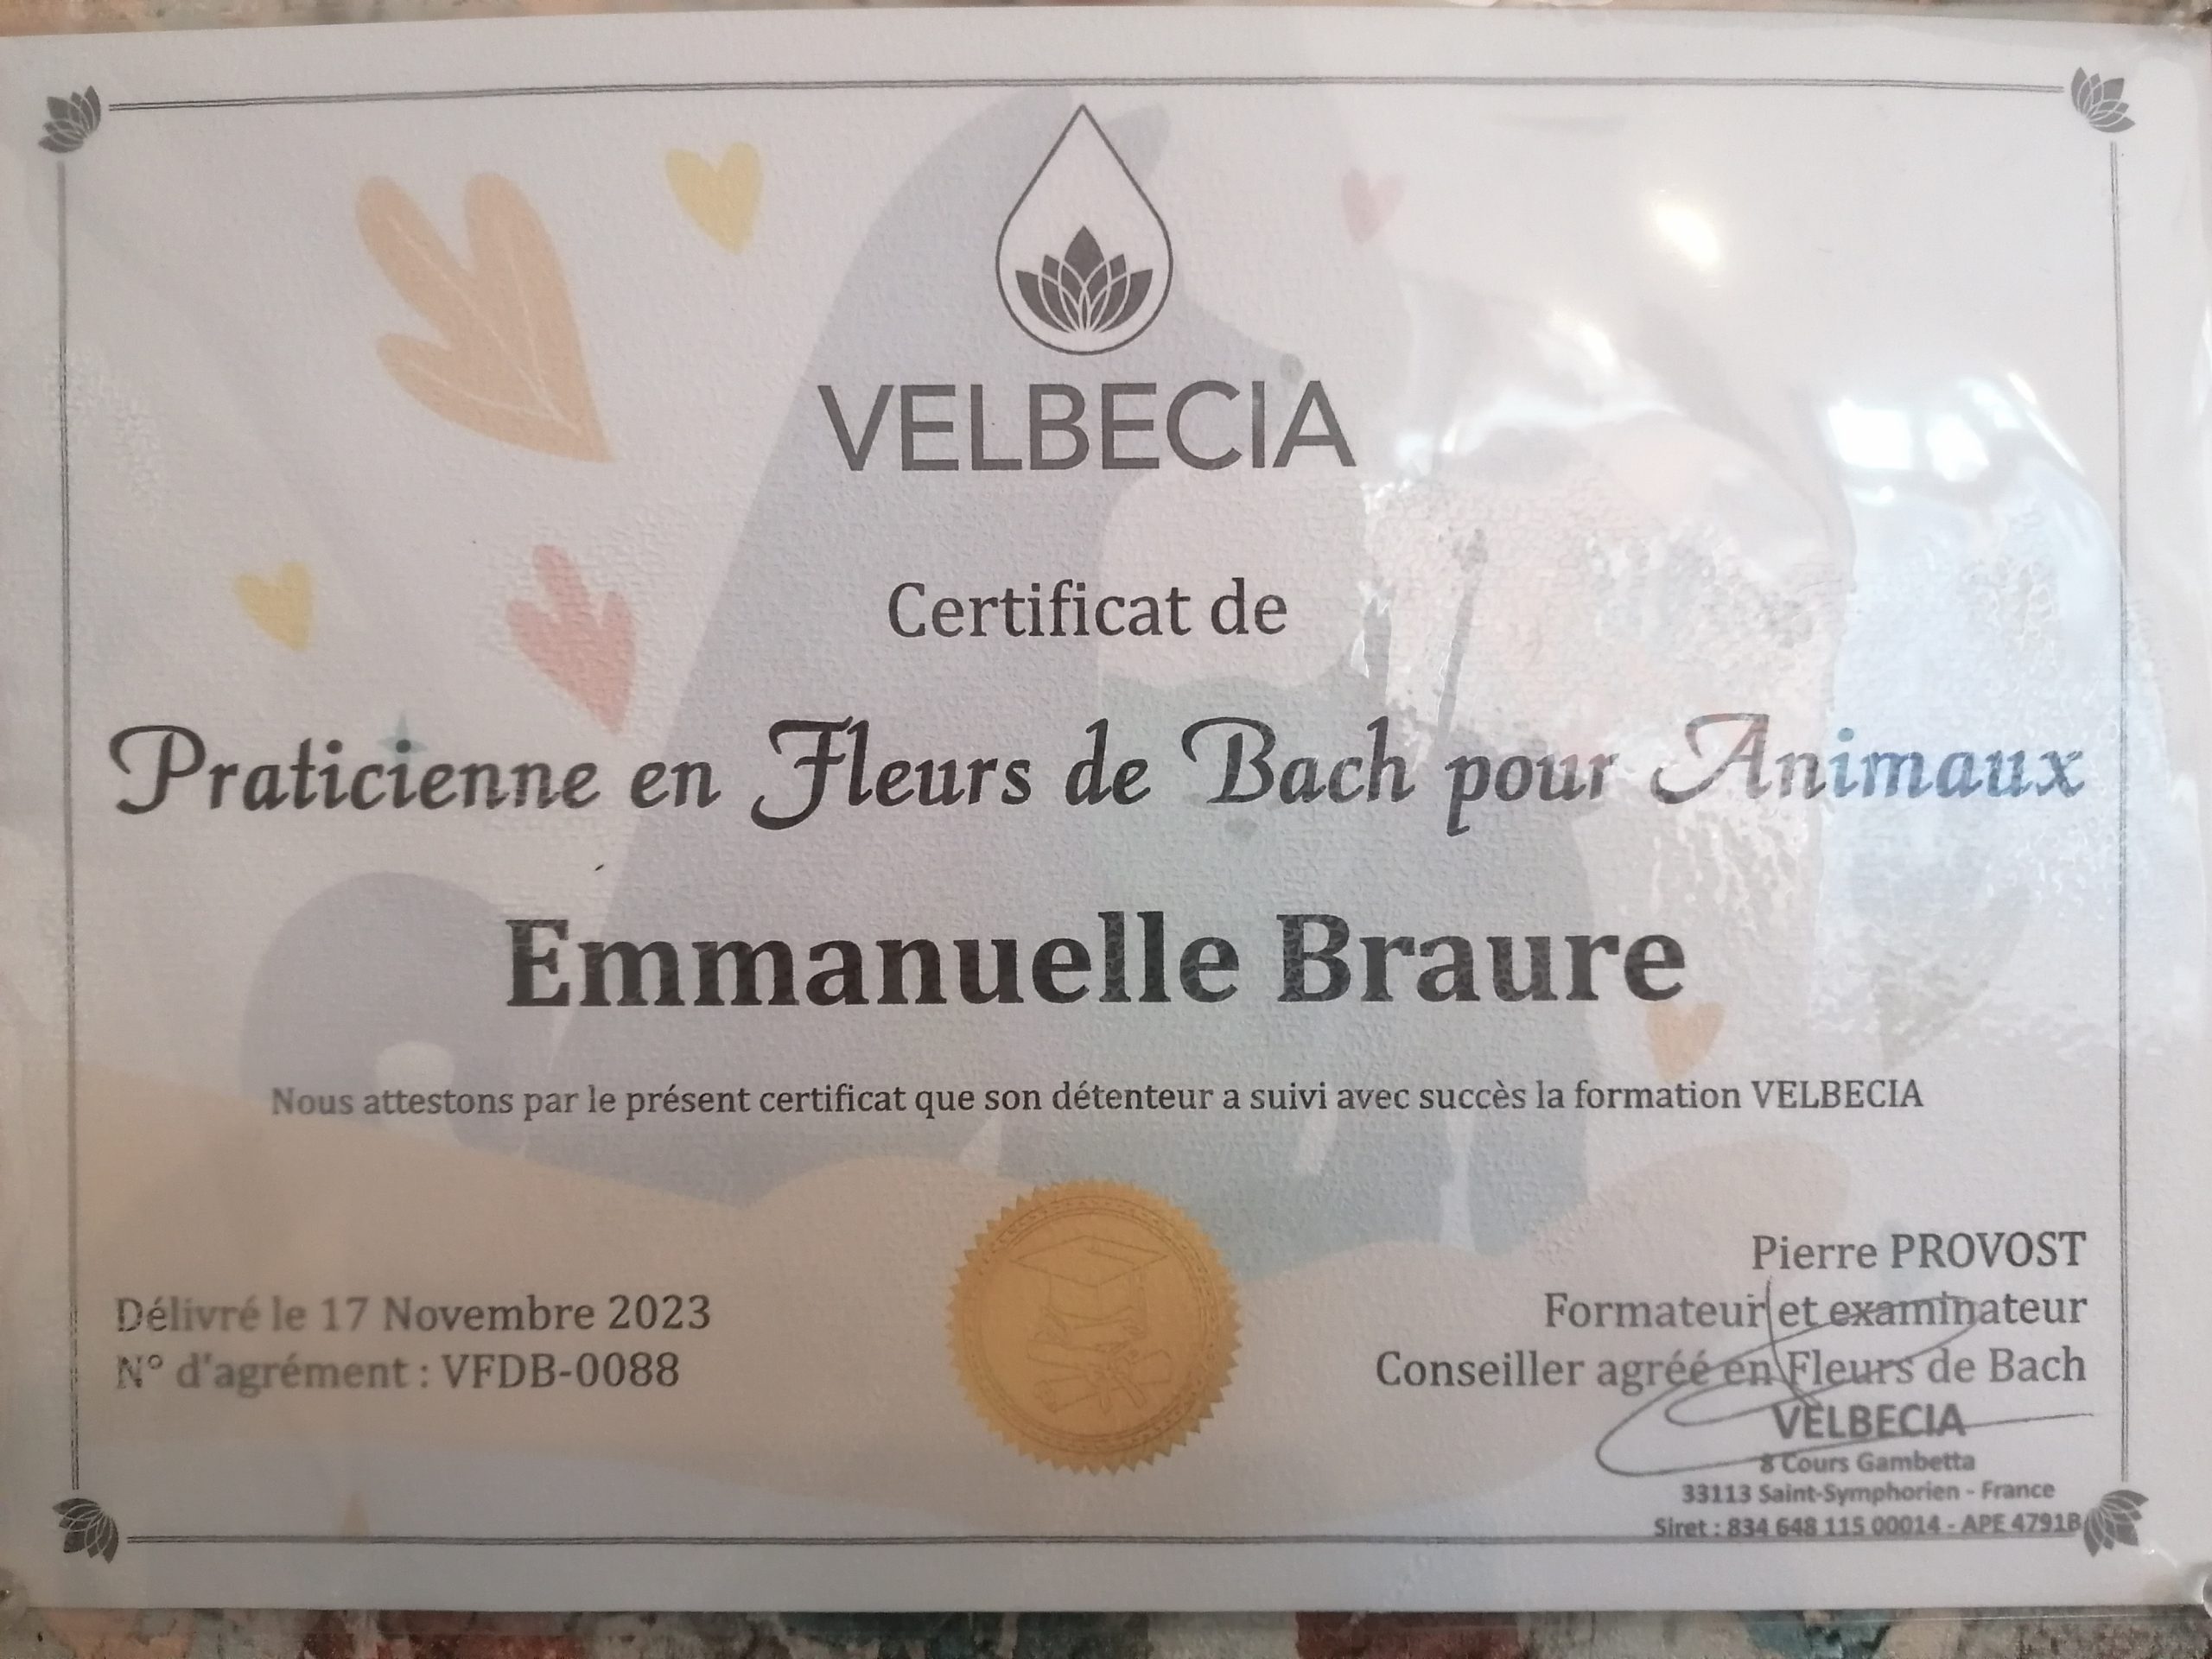 VELBECIA
Certificat de
Praticienne en Fleurs de Bach pour Animaux
Emmanuelle Braure
Nous attestons par le présent certificat que son détenteur a suivi avec succès la formation VELBECIA
Délivré le 17 Novembre 2023
N° d'agrément : VFDB-0088
Pierre PROVOST
Formateur et examinateur
Conseiller agréé en Fleurs de Bach
VELBECIA
8 Cours Gambetta
33113 Saint-Symphorien - France
Siret : 834 648 115 00014 - APE 4791B